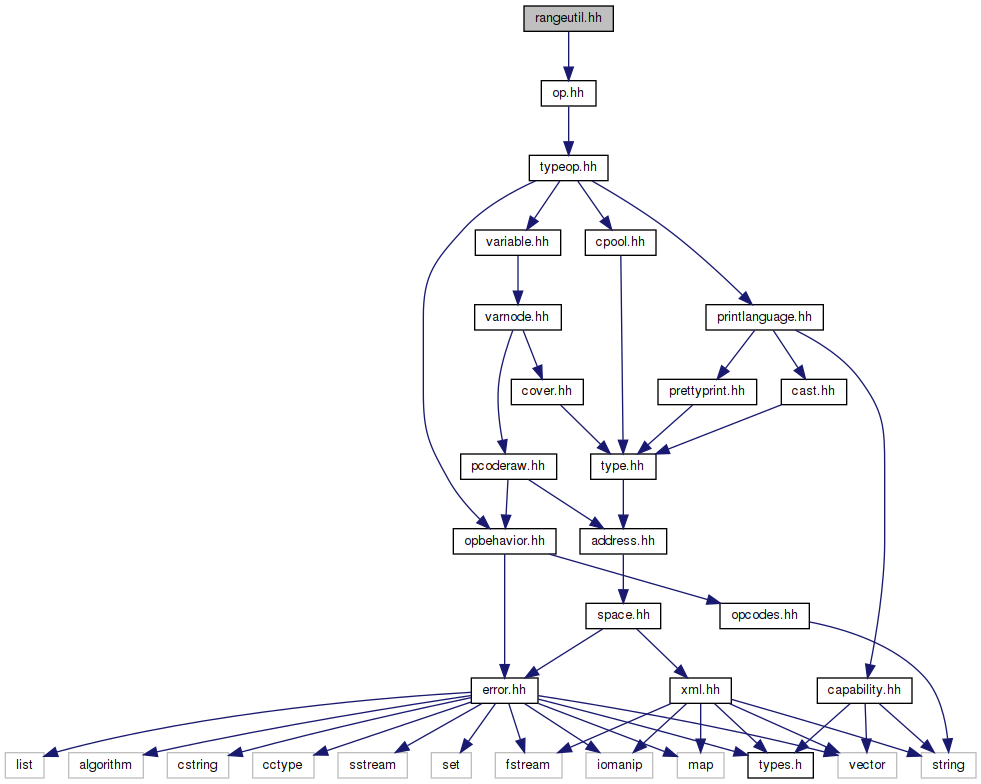 rangeutil.hh
op.hh
typeop.hh
variable.hh
cpool.hh
varnode.hh
printlanguage.hh
cover.hh
prettyprint.hh
cast.hh
pcoderaw.hh
type.hh
opbehavior.hh
address.hh
space.hh
opcodes.hh
error.hh
xml.hh
capability.hh
list
algorithm
cstring
cctype
sstream
set
fstream
iomanip
map
types.h
vector
string